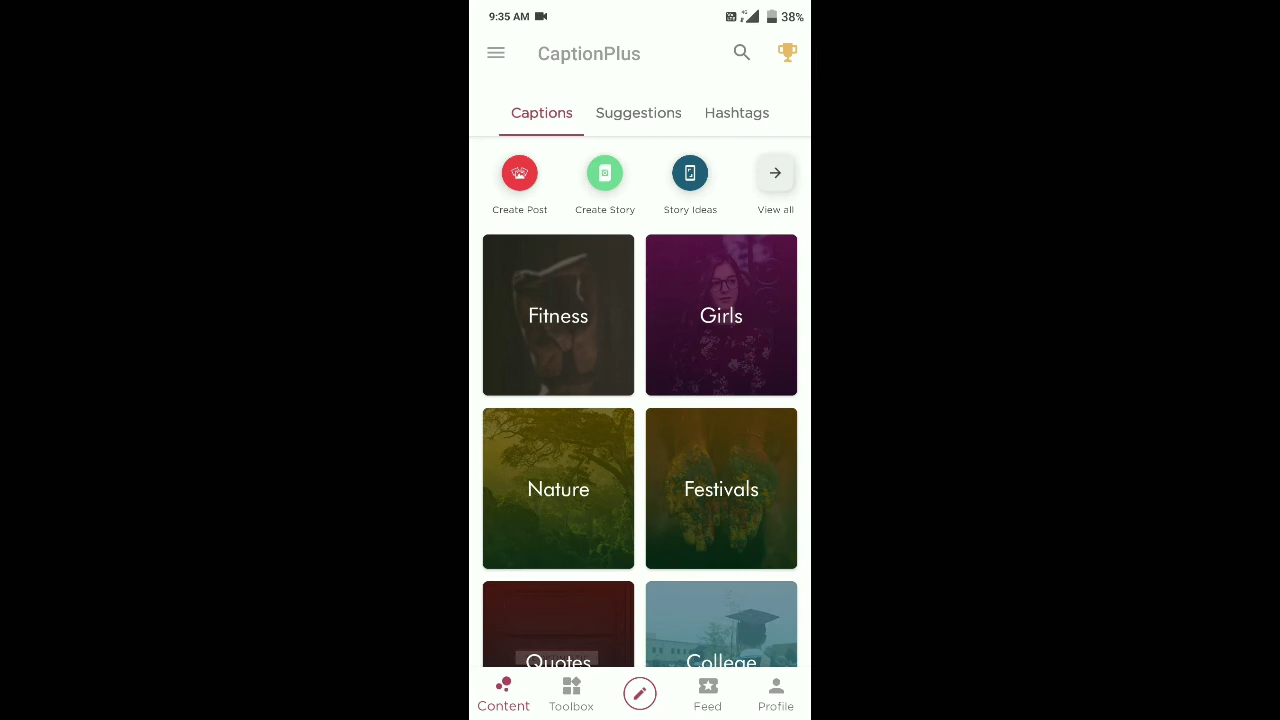 9:35 AM 4G 38%
CaptionPlus
Captions Suggestions Hashtags
Create Post Create Story Story Ideas View all
Fitness Girls
Nature Festivals
Quotes College
Content Toolbox Feed Profile